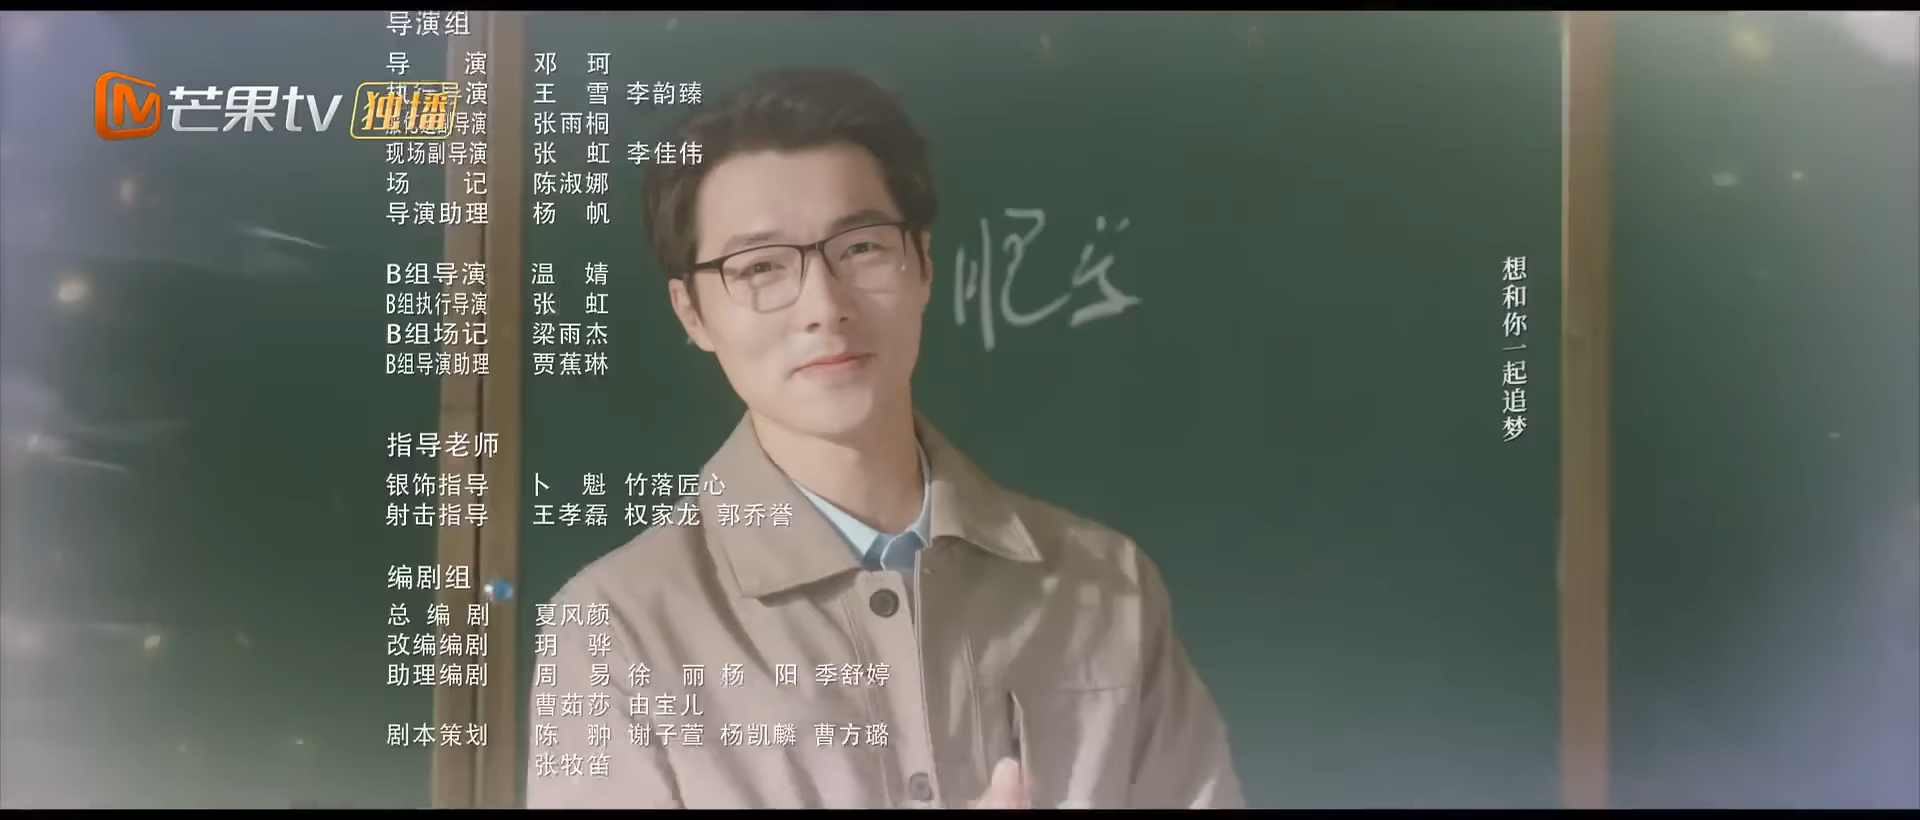 导演组
导演 邓珂
芒果tv 独播
执行导演 王雪 李韵臻
服化道副导演 张雨桐
现场副导演 张虹 李佳伟
场记 陈淑娜
导演助理 杨帆
B组导演 温婧
B组执行导演 张虹
B组场记 梁雨杰
B组导演助理 贾蕉琳
指导老师
银饰指导 卜魁 竹落匠心
射击指导 王孝磊 权家龙 郭乔誉
编剧组
总编剧 夏风颜
改编编剧 玥骅
助理编剧 周易 徐丽 杨阳 季舒婷
曹茹莎 由宝儿
剧本策划 陈翀 谢子萱 杨凯麟 曹方璐
张牧笛
想和你一起追梦